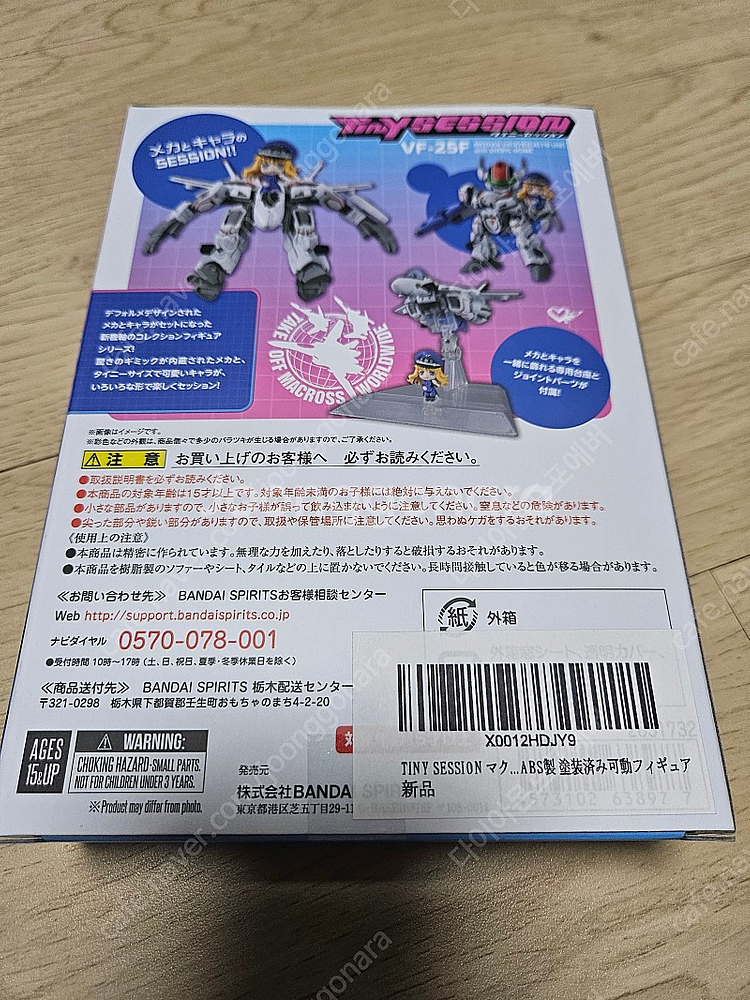 メカとキャラの
SESSION!!
TINY SESSION
タイニーセッション
VF-25F
デフォルメデザインされた
メカとキャラがセットになった
新機軸のコレクションフィギュア
シリーズ!
驚きのギミックが内蔵されたメカと、
タイニーサイズで可愛いキャラが、
いろいろな形で楽しくセッション!
TAKE OFF MACROSS WORLDWIDE
メカとキャラを
一緒に飾れる専用台座と
ジョイントパーツが
付属!
※画像はイメージです。
※彩色などの外観は、商品個々で多少のバラツキが生じる場合がありますので、ご了承ください。
注意 お買い上げのお客様へ 必ずお読みください。
●取扱説明書を必ずお読みください。
●本商品の対象年齢は15才以上です。対象年齢未満のお子様には絶対に与えないでください。
●小さな部品がありますので、小さなお子様が誤って飲み込まないように注意してください。窒息などの危険があります。
●尖った部分や鋭い部分がありますので、取扱や保管場所に注意してください。思わぬケガをするおそれがあります。
《使用上の注意》
●本商品は精密に作られています。無理な力を加えたり、落としたりすると破損するおそれがあります。
●本商品を樹脂製のソファーやシート、タイルなどの上に置かないでください。長時間接触していると色が移る場合があります。
≪お問い合わせ先≫ BANDAI SPIRITSお客様相談センター
Web http://support.bandaispirits.co.jp
ナビダイヤル 0570-078-001
●受付時間 10時～17時(土、日、祝日、夏季・冬季休業日を除く)
≪商品送付先≫ BANDAI SPIRITS 栃木配送センター
〒321-0298 栃木県下都賀郡壬生町おもちゃのまち4-2-20
紙 外箱
AGES
15&UP
WARNING:
CHOKING HAZARD-SMALL PARTS.
NOT FOR CHILDREN UNDER 3 YEARS.
※Product may differ from photo.
発売元
株式会社BANDAI SPIRITS
東京都港区芝五丁目29-11
X0012HDJY9
TINY SESSION マク...ABS製 塗装済み可動フィギュア
新品